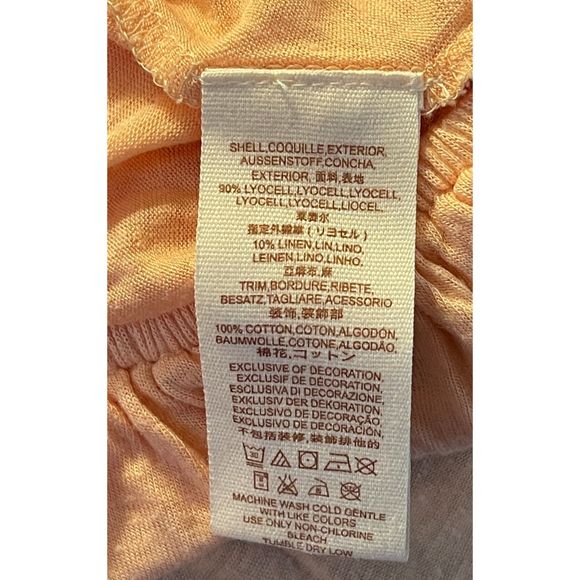 SHELL,COQUILLE,EXTERIOR,
AUSSENSTOFF,CONCHA,
EXTERIOR, 面料,表地
90% LYOCELL,LYOCELL,LYOCELL,
LYOCELL,LYOCELL,LIOCEL.
莱赛尔
指定外繊維 (リヨセル)
10% LINEN,LIN,LINO,
LEINEN,LINO,LINHO.
亞麻布,麻
TRIM,BORDURE,RIBETE,
BESATZ,TAGLIARE,ACESSORIO
装饰,装飾部
100% COTTON,COTON,ALGODÓN,
BAUMWOLLE,COTONE,ALGODÃO,
棉花,コットン
EXCLUSIVE OF DECORATION,
EXCLUSIF DE DÉCORATION,
ESCLUSIVA DI DECORAZIONE,
EXKLUSIV DER DEKORATION,
EXCLUSIVO DE DECORAÇÃO,
EXCLUSIVO DE DECORACIÓN,
不包括装修,装飾排他的
MACHINE WASH COLD GENTLE
WITH LIKE COLORS
USE ONLY NON-CHLORINE
BLEACH
TUMBLE DRY LOW